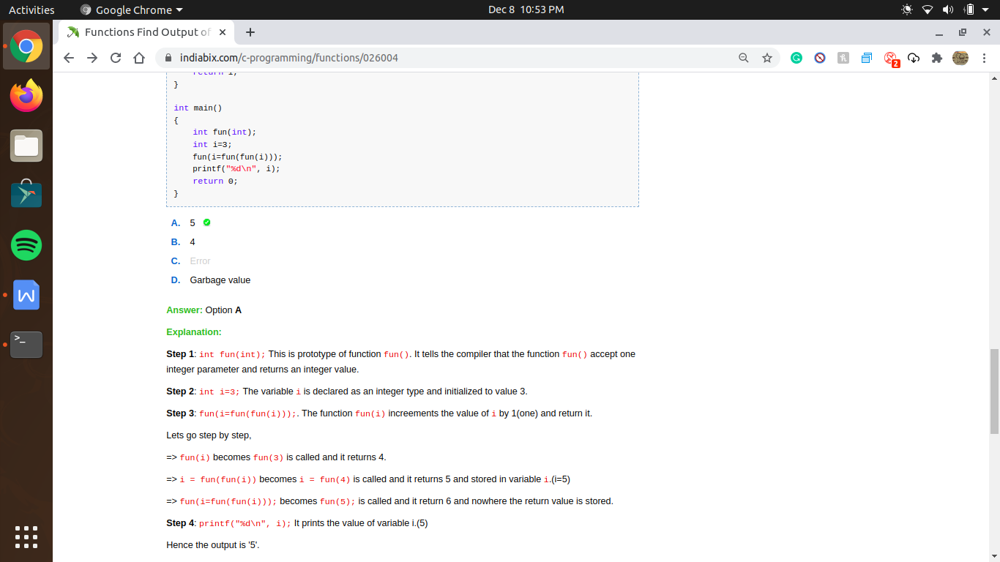 Activities
Google Chrome
Dec 8 10:53 PM
Functions Find Output of
indiabix.com/c-programming/functions/026004
2
}
int main()
{
int fun(int);
int i=3;
fun(i=fun(fun(i)));
printf("%d\n", i);
return 0;
}
A. 5
B. 4
C. Error
D. Garbage value
Answer: Option A
Explanation:
Step 1: int fun(int); This is prototype of function fun(). It tells the compiler that the function fun() accept one
integer parameter and returns an integer value.
Step 2: int i=3; The variable i is declared as an integer type and initialized to value 3.
Step 3: fun(i=fun(fun(i)));. The function fun(i) increements the value of i by 1(one) and return it.
Lets go step by step,
=> fun(i) becomes fun(3) is called and it returns 4.
=> i = fun(fun(i)) becomes i = fun(4) is called and it returns 5 and stored in variable i.(i=5)
=> fun(i=fun(fun(i))); becomes fun(5); is called and it return 6 and nowhere the return value is stored.
Step 4: printf("%d\n", i); It prints the value of variable i.(5)
Hence the output is '5'.